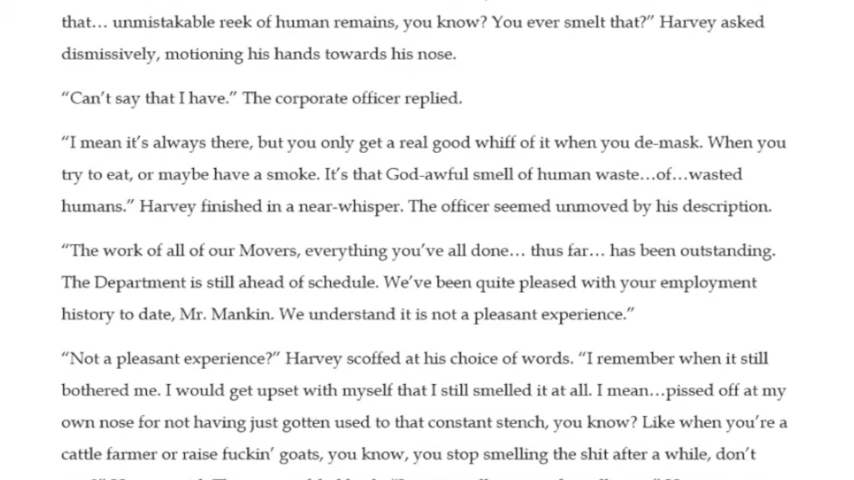 that… unmistakable reek of human remains, you know? You ever smelt that?” Harvey asked
dismissively, motioning his hands towards his nose.
“Can’t say that I have.” The corporate officer replied.
“I mean it’s always there, but you only get a real good whiff of it when you de-mask. When you
try to eat, or maybe have a smoke. It’s that God-awful smell of human waste…of…wasted
humans.” Harvey finished in a near-whisper. The officer seemed unmoved by his description.
“The work of all of our Movers, everything you’ve all done… thus far… has been outstanding.
The Department is still ahead of schedule. We’ve been quite pleased with your employment
history to date, Mr. Mankin. We understand it is not a pleasant experience.”
“Not a pleasant experience?” Harvey scoffed at his choice of words. “I remember when it still
bothered me. I would get upset with myself that I still smelled it at all. I mean…pissed off at my
own nose for not having just gotten used to that constant stench, you know? Like when you’re a
cattle farmer or raise fuckin’ goats, you know, you stop smelling the shit after a while, don’t